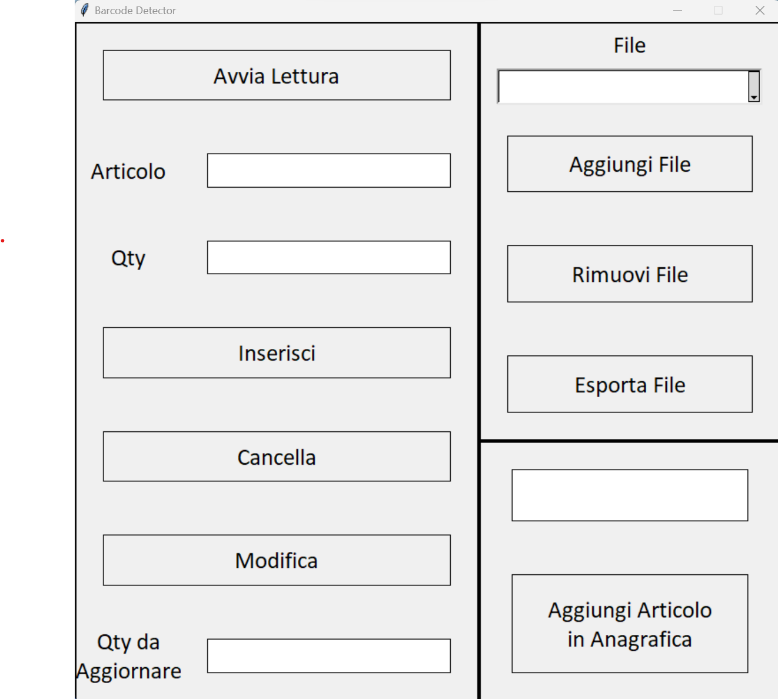 Barcode Detector
Avvia Lettura
Articolo
Qty
Inserisci
Cancella
Modifica
Qty da
Aggiornare
File
Aggiungi File
Rimuovi File
Esporta File
Aggiungi Articolo
in Anagrafica